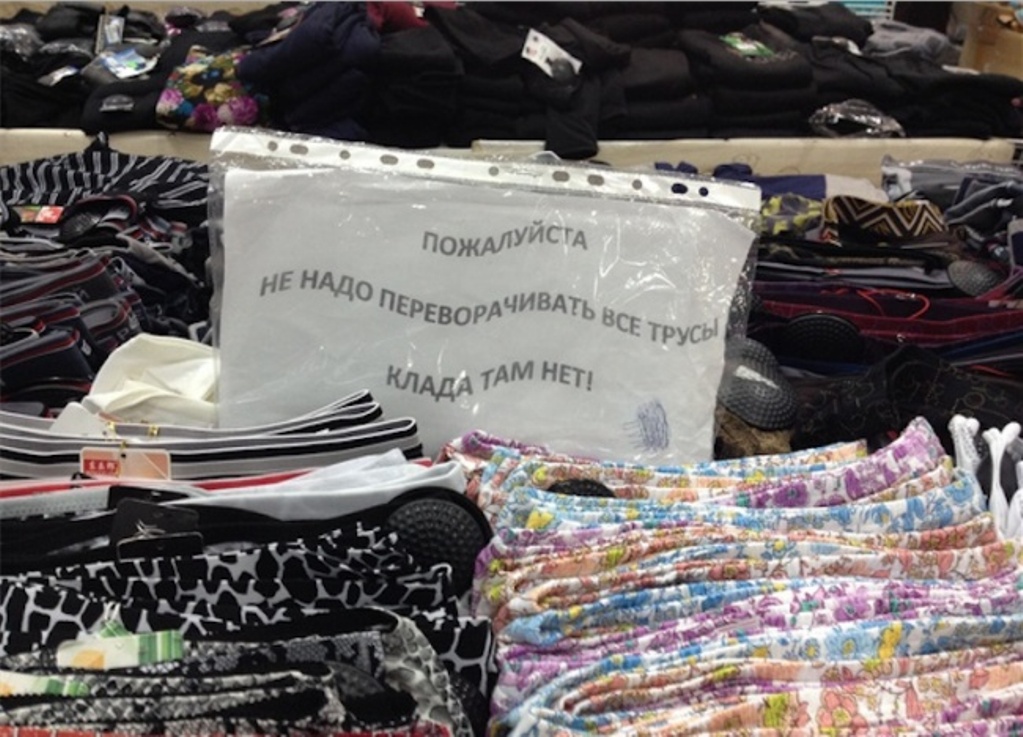 ПОЖАЛУЙСТА
НЕ НАДО ПЕРЕВОРАЧИВАТЬ ВСЕ ТРУСЫ
КЛАДА ТАМ НЕТ!